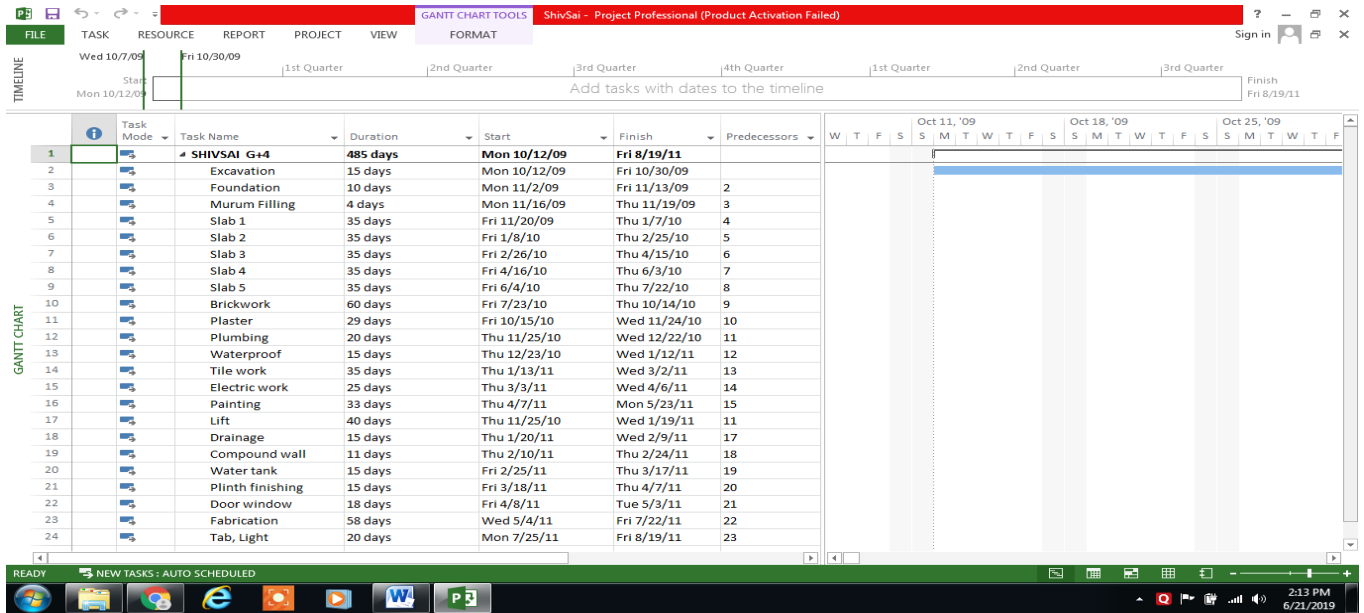 GANTT CHART TOOLS ShivSai - Project Professional (Product Activation Failed) ?
FILE TASK RESOURCE REPORT PROJECT VIEW FORMAT Sign in
TIMELINE
Wed 10/7/09 Fri 10/30/09
1st Quarter 2nd Quarter 3rd Quarter 4th Quarter 1st Quarter 2nd Quarter 3rd Quarter
Start
Mon 10/12/09
Add tasks with dates to the timeline
Finish
Fri 8/19/11
GANTT CHART
Task Mode Task Name Duration Start Finish Predecessors
Oct 11, '09 Oct 18, '09 Oct 25, '09
W T F S S M T W T F S S M T W T F S S M T W T F
1 SHIVSAI G+4 485 days Mon 10/12/09 Fri 8/19/11
2 Excavation 15 days Mon 10/12/09 Fri 10/30/09
3 Foundation 10 days Mon 11/2/09 Fri 11/13/09 2
4 Murum Filling 4 days Mon 11/16/09 Thu 11/19/09 3
5 Slab 1 35 days Fri 11/20/09 Thu 1/7/10 4
6 Slab 2 35 days Fri 1/8/10 Thu 2/25/10 5
7 Slab 3 35 days Fri 2/26/10 Thu 4/15/10 6
8 Slab 4 35 days Fri 4/16/10 Thu 6/3/10 7
9 Slab 5 35 days Fri 6/4/10 Thu 7/22/10 8
10 Brickwork 60 days Fri 7/23/10 Thu 10/14/10 9
11 Plaster 29 days Fri 10/15/10 Wed 11/24/10 10
12 Plumbing 20 days Thu 11/25/10 Wed 12/22/10 11
13 Waterproof 15 days Thu 12/23/10 Wed 1/12/11 12
14 Tile work 35 days Thu 1/13/11 Wed 3/2/11 13
15 Electric work 25 days Thu 3/3/11 Wed 4/6/11 14
16 Painting 33 days Thu 4/7/11 Mon 5/23/11 15
17 Lift 40 days Thu 11/25/10 Wed 1/19/11 11
18 Drainage 15 days Thu 1/20/11 Wed 2/9/11 17
19 Compound wall 11 days Thu 2/10/11 Thu 2/24/11 18
20 Water tank 15 days Fri 2/25/11 Thu 3/17/11 19
21 Plinth finishing 15 days Fri 3/18/11 Thu 4/7/11 20
22 Door window 18 days Fri 4/8/11 Tue 5/3/11 21
23 Fabrication 58 days Wed 5/4/11 Fri 7/22/11 22
24 Tab, Light 20 days Mon 7/25/11 Fri 8/19/11 23
READY NEW TASKS : AUTO SCHEDULED
2:13 PM
6/21/2019